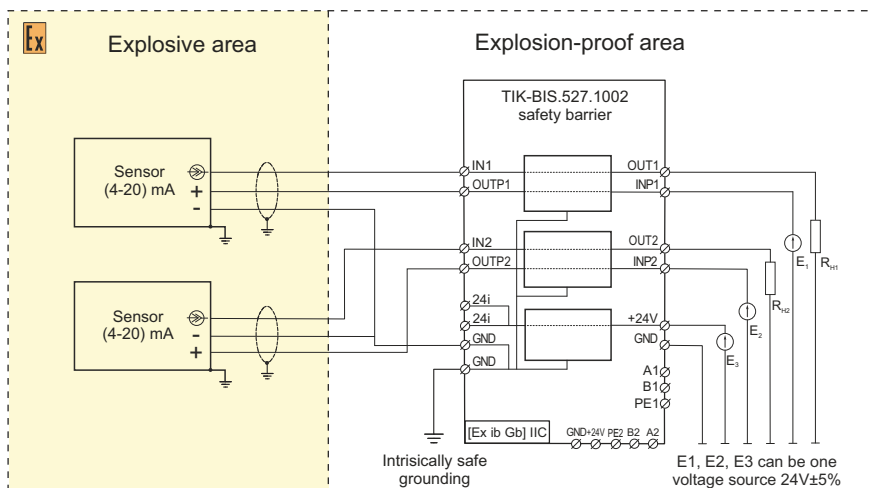 Ex
Explosive area
Explosion-proof area
TIK-BIS.527.1002
safety barrier
Sensor
(4-20) mA
+
-
IN1
OUTP1
OUT1
INP1
IN2
OUTP2
OUT2
INP2
E1
RH1
E2
RH2
Sensor
(4-20) mA
-
+
24i
24i
GND
GND
+24V
GND
E3
A1
B1
PE1
[Ex ib Gb] IIC
GND +24V PE2 B2 A2
Intrisically safe
grounding
E1, E2, E3 can be one
voltage source 24V±5%